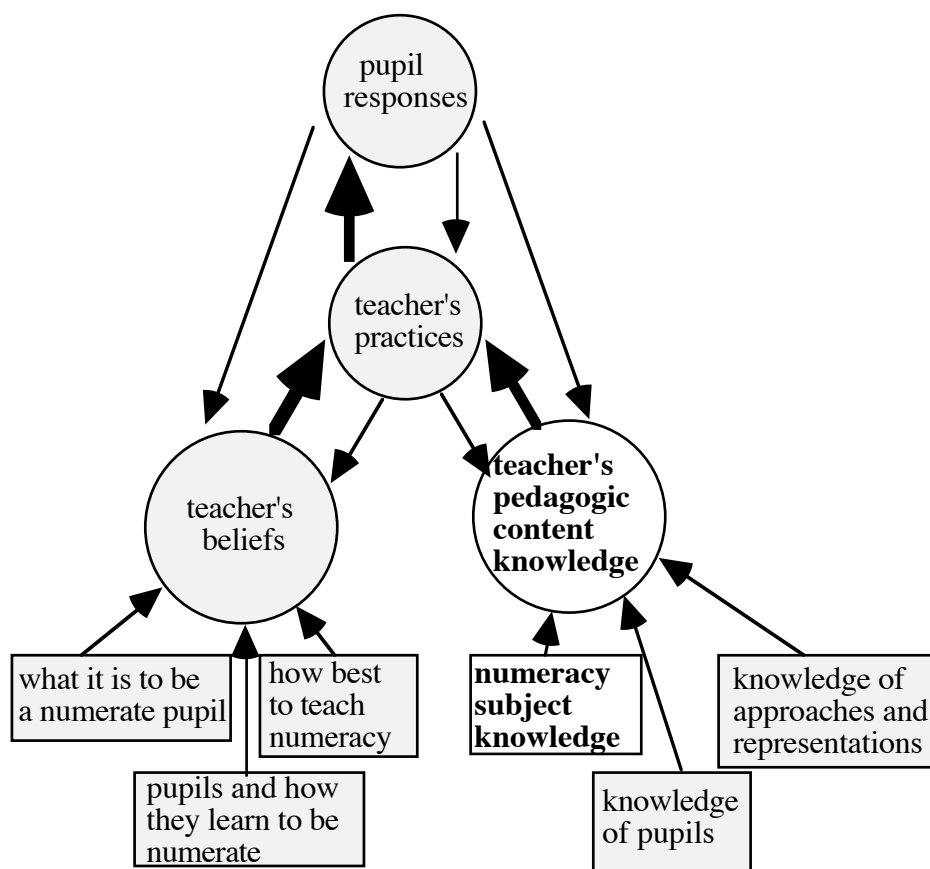 pupil
responses
teacher's
practices
teacher's
beliefs
teacher's
pedagogic
content
knowledge
what it is to be
a numerate pupil
how best
to teach
numeracy
pupils and how
they learn to be
numerate
numeracy
subject
knowledge
knowledge
of pupils
knowledge of
approaches and
representations